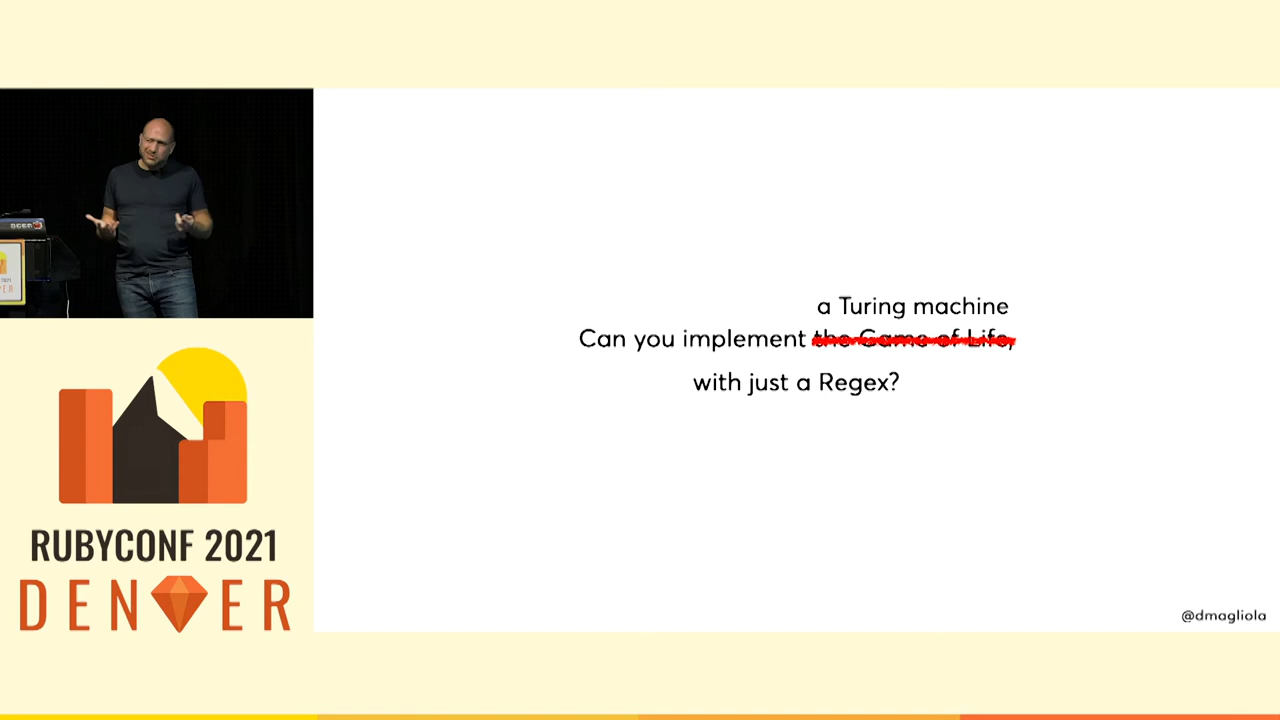 a Turing machine
Can you implement the Game of Life,
with just a Regex?
RUBYCONF 2021
DENVER
@dmagliola